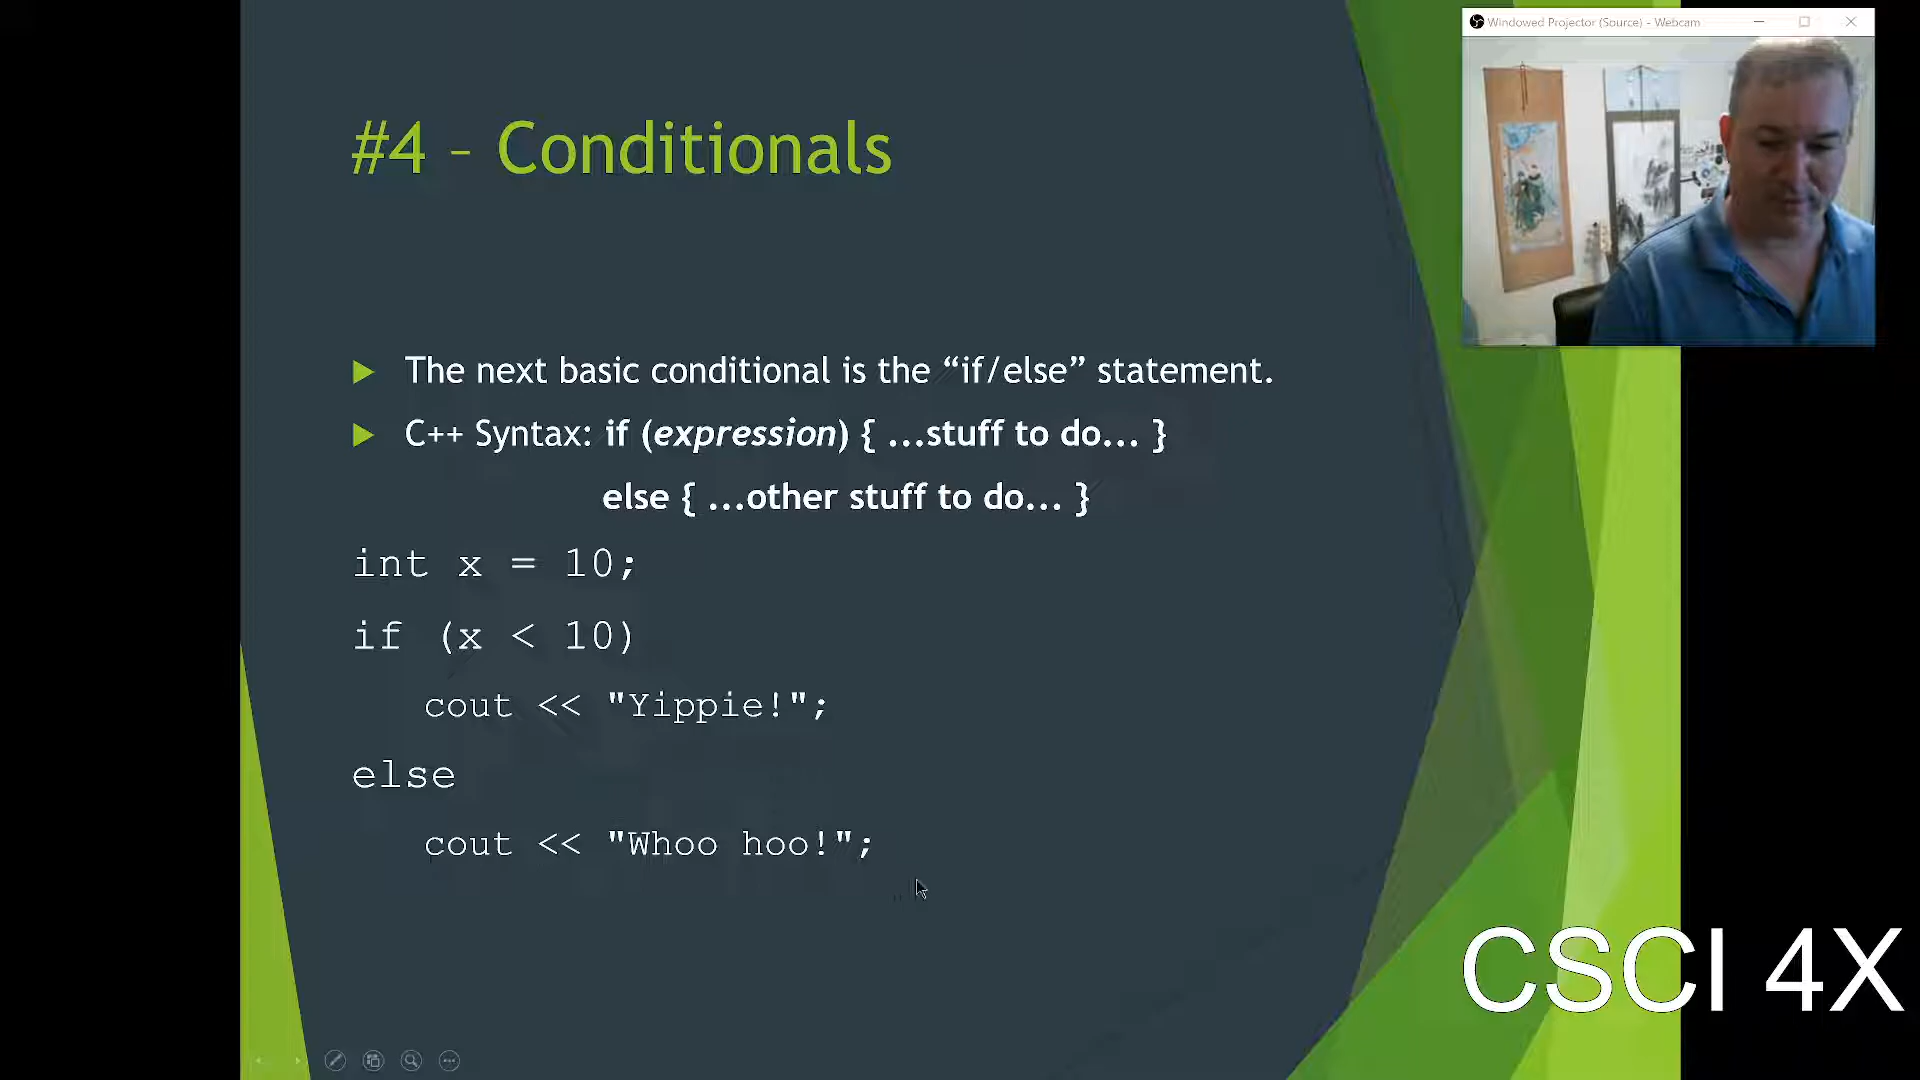 Windowed Projector (Source) - Webcam
#4 – Conditionals
The next basic conditional is the “if/else” statement.
C++ Syntax: if (expression) { ...stuff to do... }
else { ...other stuff to do... }
int x = 10;
if (x < 10)
cout << "Yippie!";
else
cout << "Whoo hoo!";
CSCI 4X